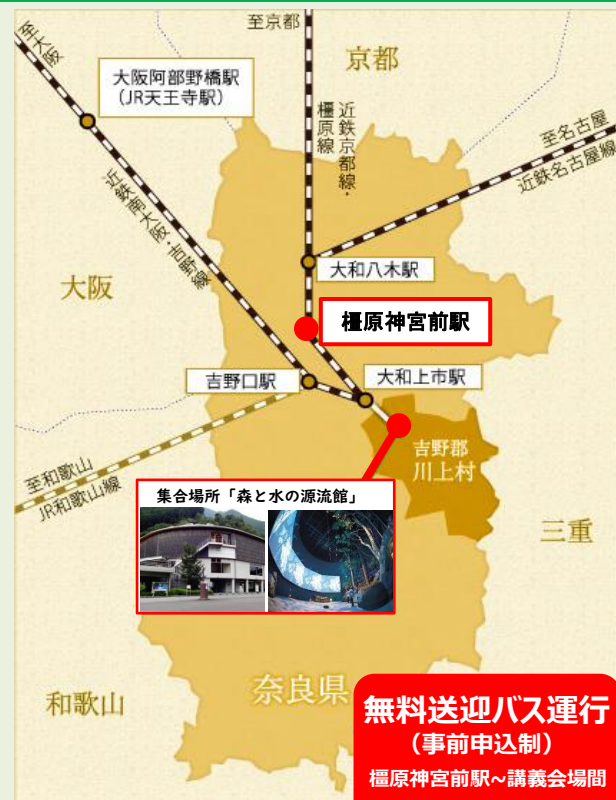 至大阪
至京都
京都
大阪阿部野橋駅
（JR天王寺駅）
近鉄京都線・
橿原線
至名古屋
近鉄名古屋線
近鉄南大阪・吉野線
大和八木駅
大阪
橿原神宮前駅
吉野口駅
大和上市駅
吉野郡
川上村
至和歌山
JR和歌山線
集合場所「森と水の源流館」
三重
奈良県
和歌山
無料送迎バス運行
（事前申込制）
橿原神宮前駅~講義会場間